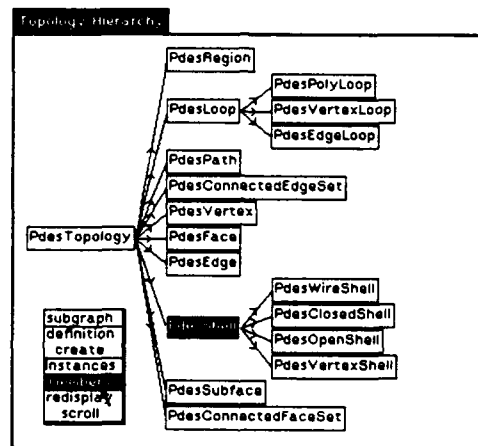 Topology Hierarchy
PdesRegion
PdesLoop
PdesPolyLoop
PdesVertexLoop
PdesEdgeLoop
PdesPath
PdesConnectedEdgeSet
PdesVertex
PdesTopology
PdesFace
PdesEdge
PdesShell
PdesWireShell
PdesClosedShell
PdesOpenShell
PdesVertexShell
subgraph
definition
create
instances
redisplay
scroll
PdesSubface
PdesConnectedFaceSet